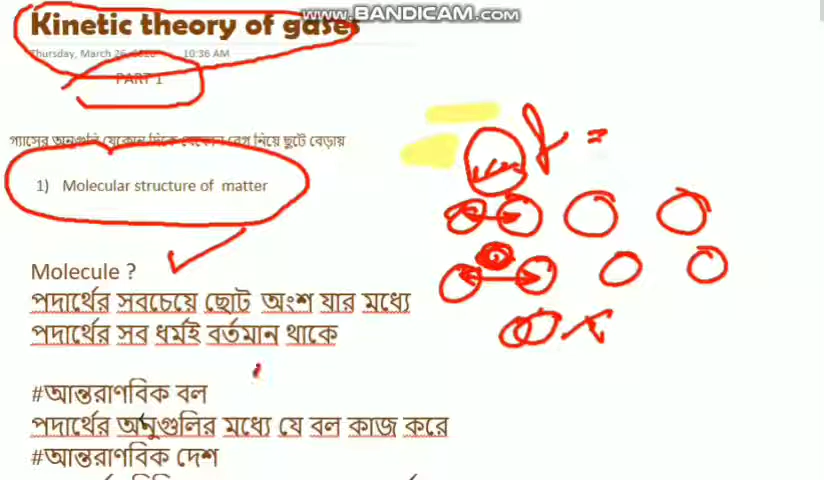 www.BANDICAM.com
Kinetic theory of gases
Thursday, March 26, 2020 10:36 AM
PART 1
গ্যাসের অনুগুলি যেকোন দিকে যেকোন বেগ নিয়ে ছুটে বেড়ায়
1) Molecular structure of matter
f =
Molecule ?
পদার্থের সবচেয়ে ছোট অংশ যার মধ্যে
পদার্থের সব ধর্মই বর্তমান থাকে
#আন্তরাণবিক বল
পদার্থের অনুগুলির মধ্যে যে বল কাজ করে
#আন্তরাণবিক দেশ